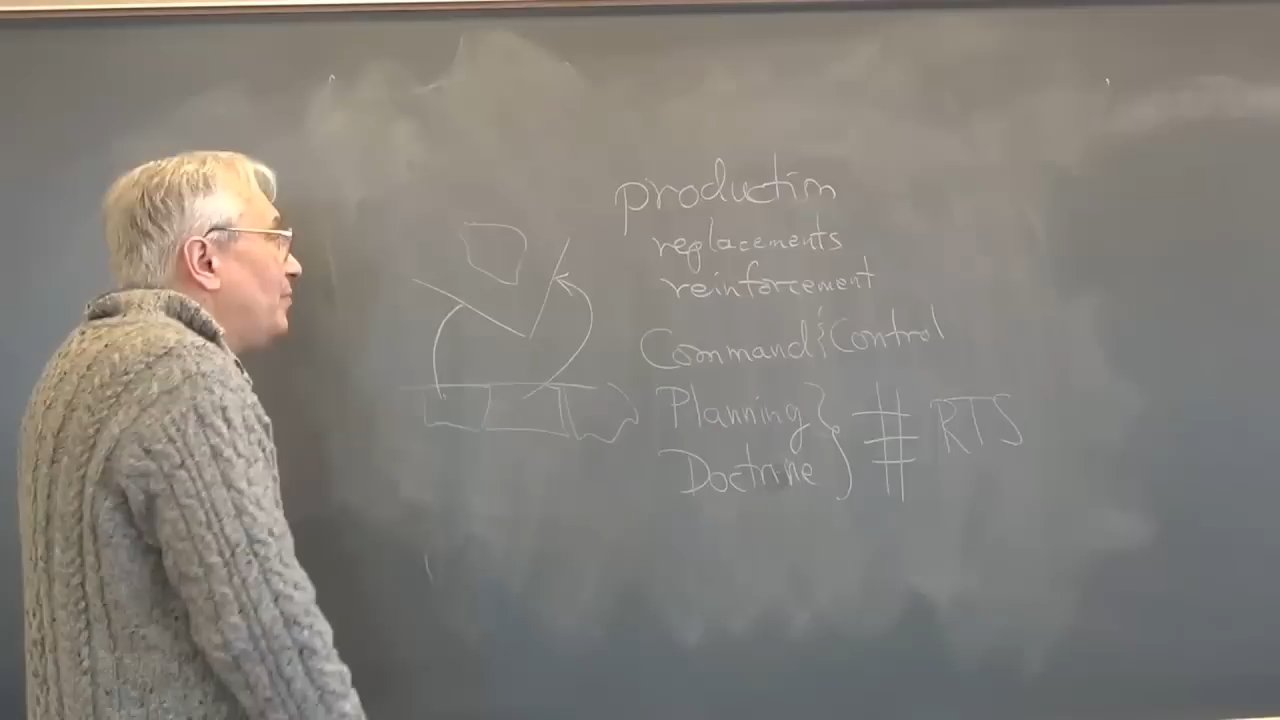 production
replacements
reinforcement
Command & Control
Planning
Doctrine } # RTS